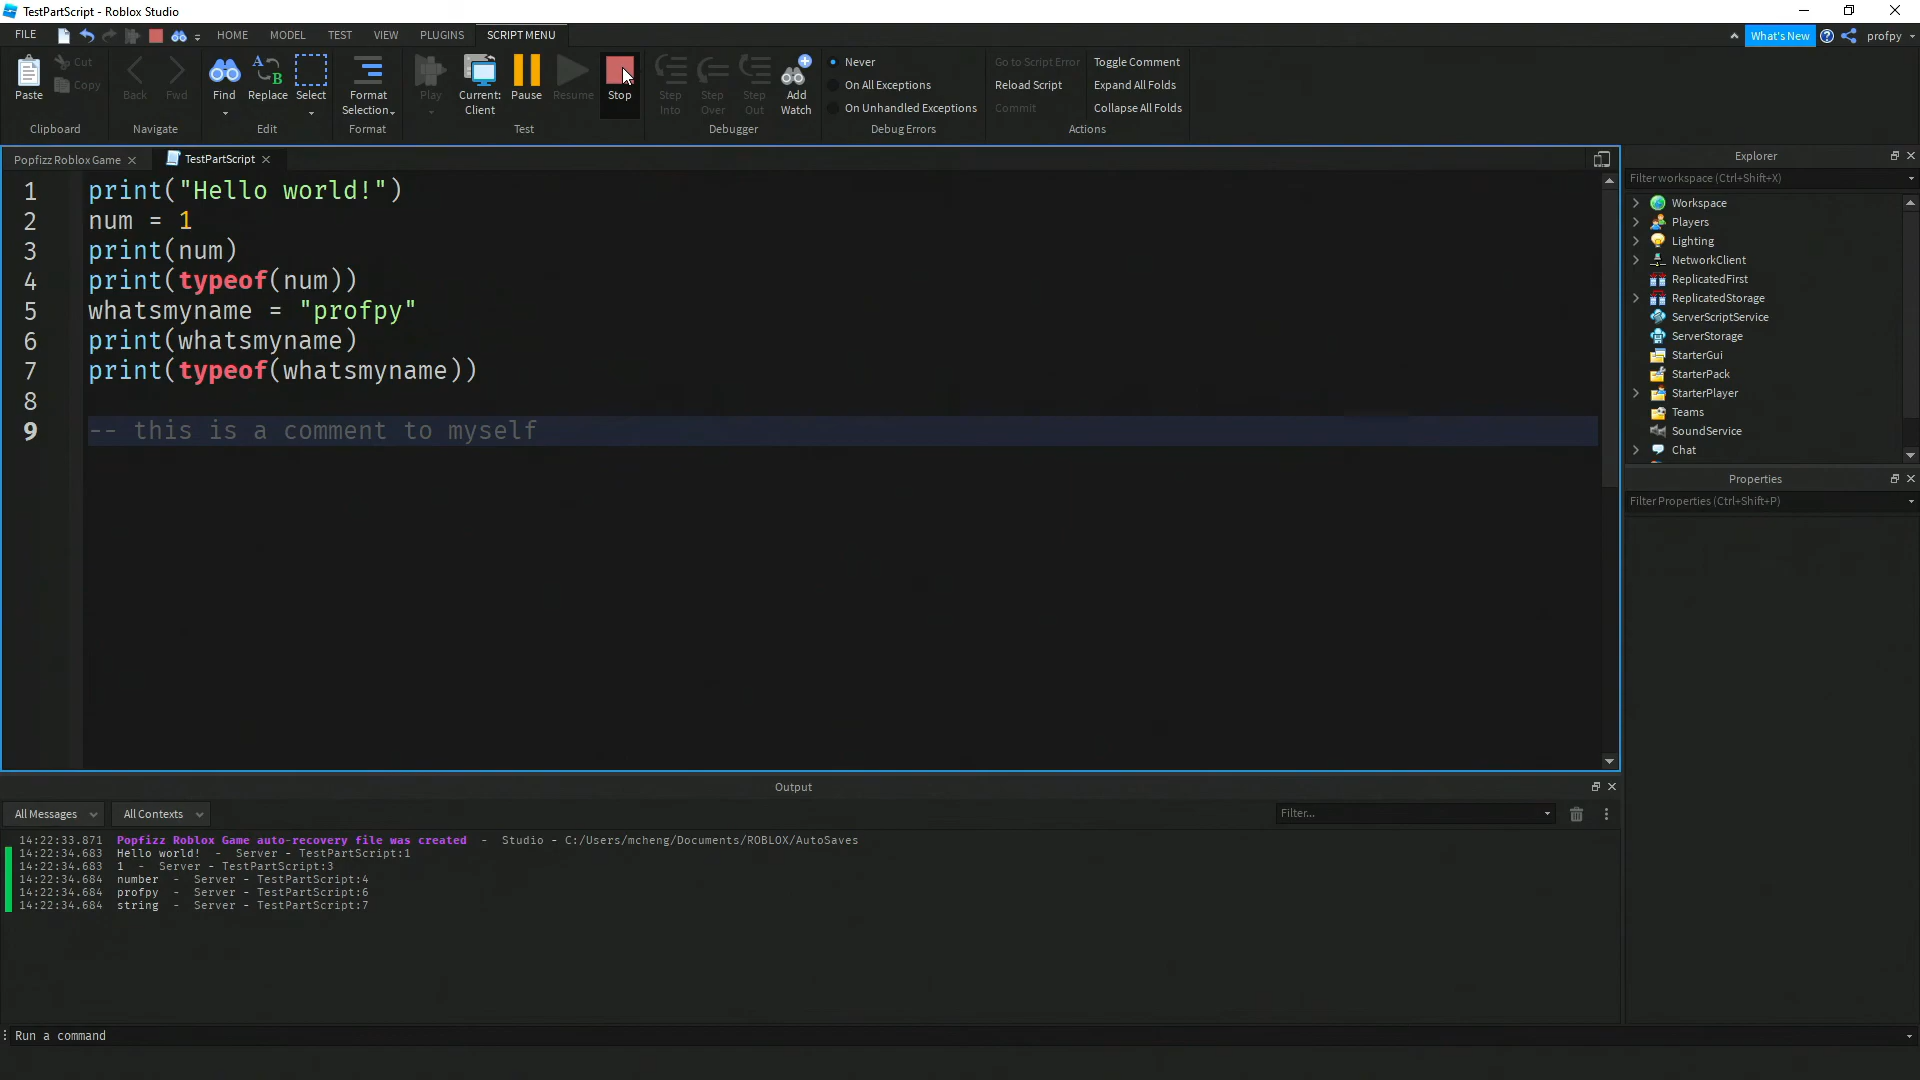 TestPartScript - Roblox Studio
FILE HOME MODEL TEST VIEW PLUGINS SCRIPT MENU What's New profpy
Paste Cut Copy Back Fwd Find Replace Select Format Selection Play Current: Client Pause Resume Stop Step Into Step Over Step Out Add Watch
Never
On All Exceptions
On Unhandled Exceptions
Go to Script Error
Reload Script
Commit
Toggle Comment
Expand All Folds
Collapse All Folds
Clipboard Navigate Edit Format Test Debugger Debug Errors Actions
Popfizz Roblox Game TestPartScript
1 print("Hello world!")
2 num = 1
3 print(num)
4 print(typeof(num))
5 whatsmyname = "profpy"
6 print(whatsmyname)
7 print(typeof(whatsmyname))
8
9 -- this is a comment to myself
Explorer
Filter workspace (Ctrl+Shift+X)
Workspace
Players
Lighting
NetworkClient
ReplicatedFirst
ReplicatedStorage
ServerScriptService
ServerStorage
StarterGui
StarterPack
StarterPlayer
Teams
SoundService
Chat
Properties
Filter Properties (Ctrl+Shift+P)
Output
All Messages All Contexts Filter...
14:22:33.871 Popfizz Roblox Game auto-recovery file was created - Studio - C:/Users/mcheng/Documents/ROBLOX/AutoSaves
14:22:34.683 Hello world! - Server - TestPartScript:1
14:22:34.683 1 - Server - TestPartScript:3
14:22:34.684 number - Server - TestPartScript:4
14:22:34.684 profpy - Server - TestPartScript:6
14:22:34.684 string - Server - TestPartScript:7
Run a command